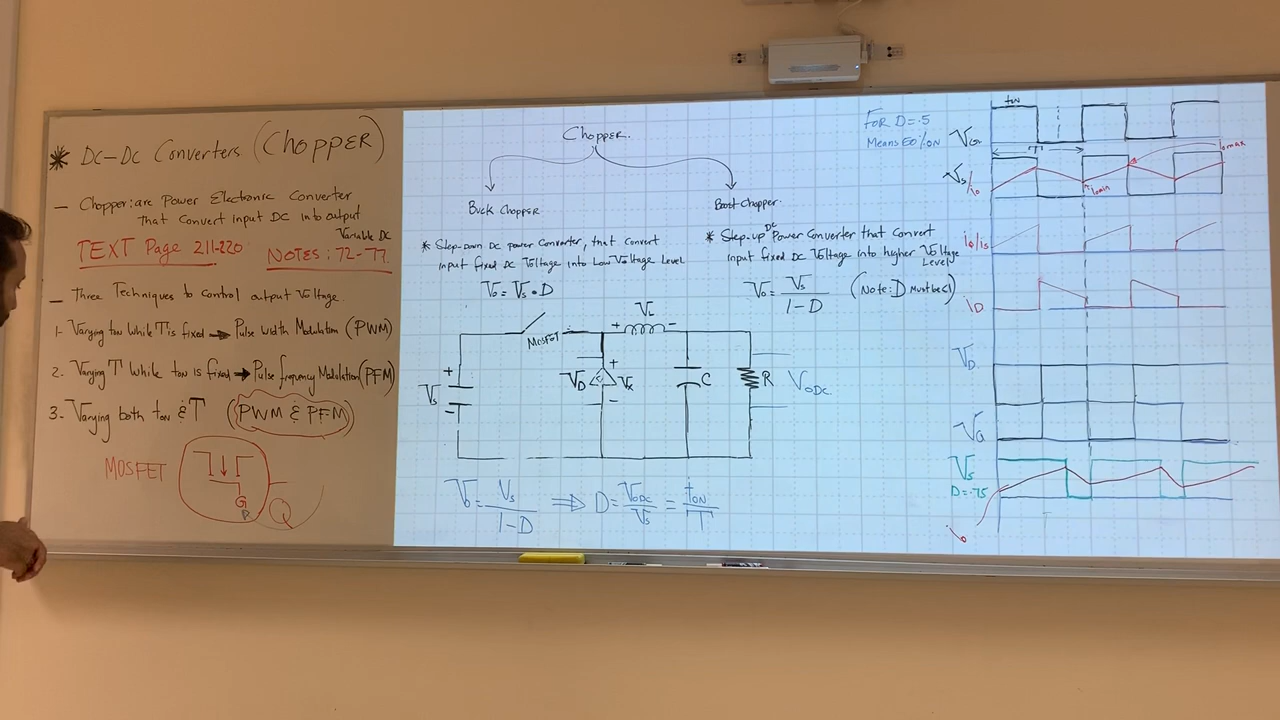 * DC-DC Converters (CHOPPER)
— Chopper: are Power Electronic Converter
that convert input DC into output
Variable DC
TEXT Page 211-220
NOTES: 72-77.
— Three Techniques to control output Voltage.
1- Varying ton While T is fixed → Pulse width Modulation (PWM)
2. Varying T While ton is fixed → Pulse frequency Modulation (PFM)
3- Varying both ton & T (PWM & PFM)
MOSFET
G
Q
Chopper.
Buck Chopper
Boost Chopper
* Step-Down DC power Converter, that convert
input fixed DC Voltage into Low Voltage Level
Vo = Vs . D
* Step-up DC Power Converter that Convert
input fixed DC Voltage into higher Voltage
Level
Vo = Vs / 1-D (Note: D Must be <1)
VL
+ -
MOSFET
+
Vs
-
VD
+
Vx
-
C
R
VODC
Vo = Vs / 1-D ⇒ D = VODC / Vs = tON / T
FOR D=.5
Means 50% ON
tON
VG
T
Vs/io
Iomax
Iomin
iQ/is
iD
VD
VG
Vs
D=.75
io